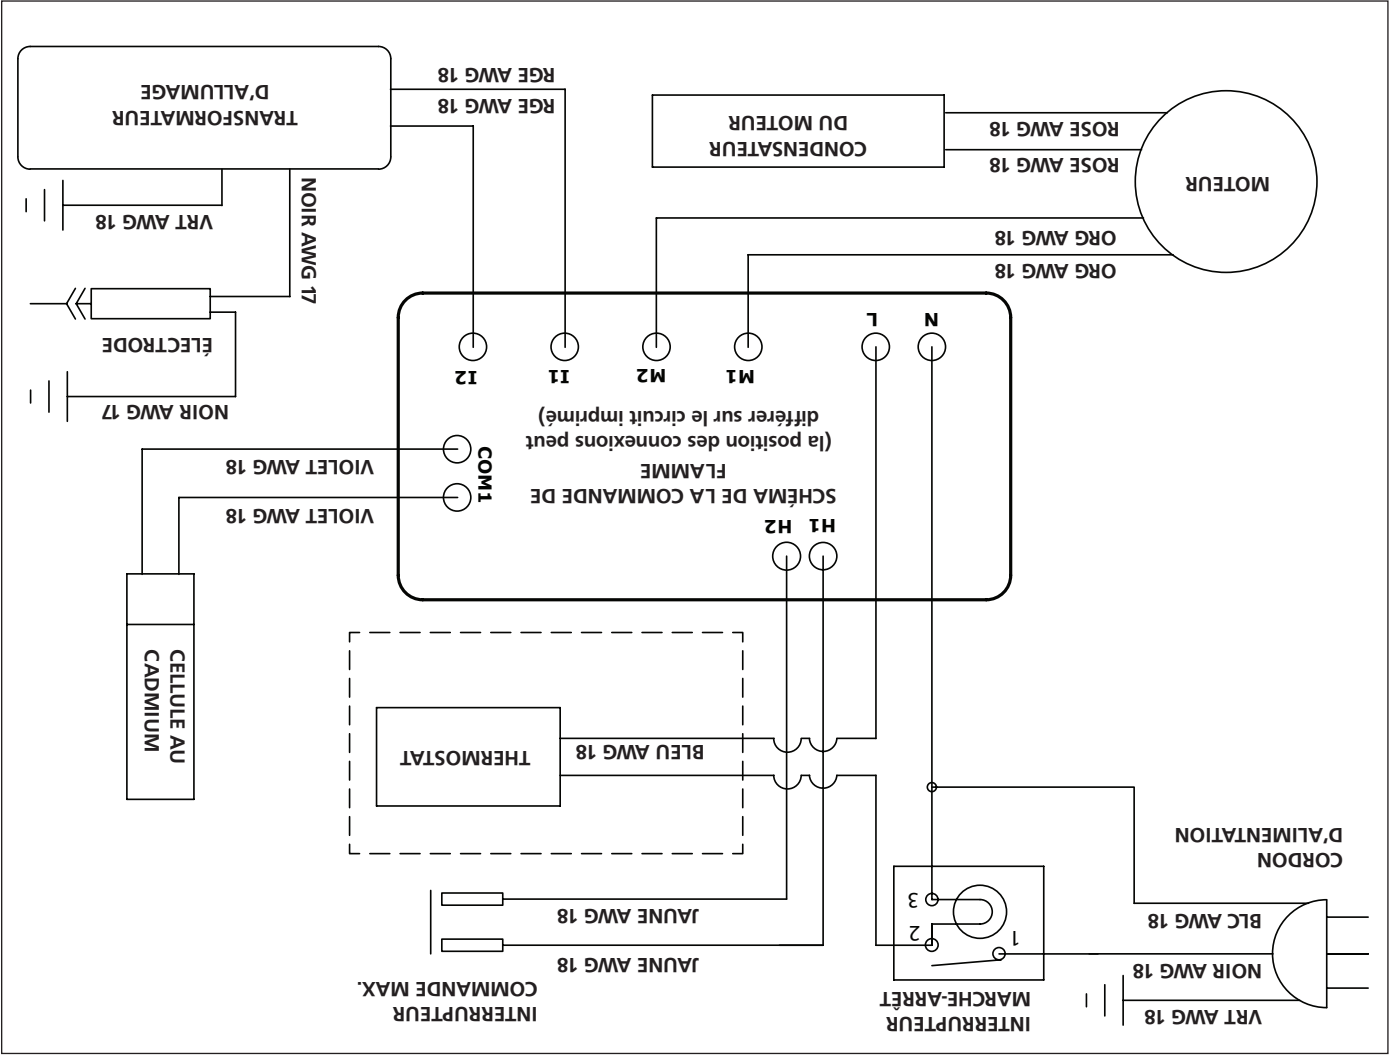 VRT AWG 18
NOIR AWG 18
BLC AWG 18
CORDON
D'ALIMENTATION
INTERRUPTEUR
MARCHE-ARRÊT
1
2
3
INTERRUPTEUR
COMMANDE MAX.
JAUNE AWG 18
JAUNE AWG 18
THERMOSTAT
BLEU AWG 18
CELLULE AU
CADMIUM
H1
H2
SCHÉMA DE LA COMMANDE DE
FLAMME
(la position des connexions peut
différer sur le circuit imprimé)
COM1
VIOLET AWG 18
VIOLET AWG 18
N
L
M1
M2
I1
I2
NOIR AWG 17
ÉLECTRODE
NOIR AWG 17
ORG AWG 18
ORG AWG 18
MOTEUR
ROSE AWG 18
ROSE AWG 18
CONDENSATEUR
DU MOTEUR
VRT AWG 18
RGE AWG 18
RGE AWG 18
TRANSFORMATEUR
D'ALLUMAGE